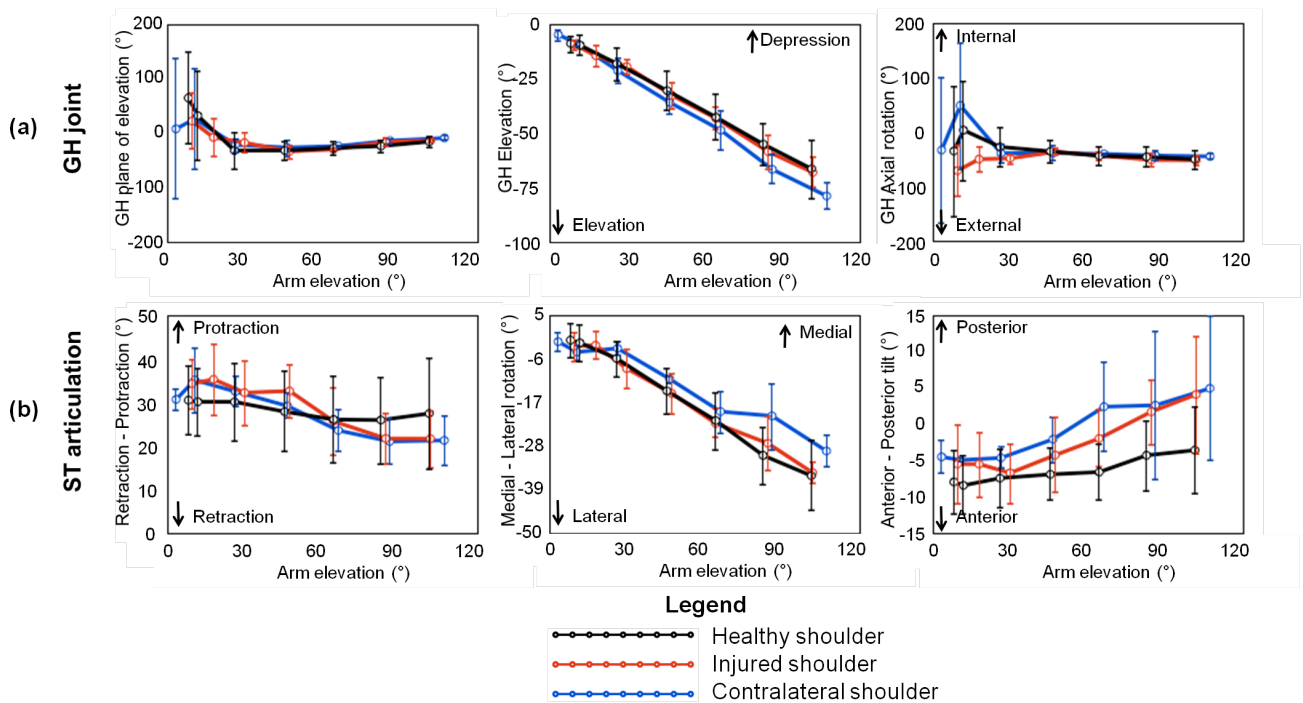 (a)
GH joint
GH plane of elevation (°)
200
100
0
-100
-200
0 30 60 90 120
Arm elevation (°)
GH Elevation (°)
0
-25
-50
-75
-100
Depression
Elevation
0 30 60 90 120
Arm elevation (°)
GH Axial rotation (°)
200
100
0
100
-200
Internal
External
0 30 60 90 120
Arm elevation (°)
(b)
ST articulation
Retraction - Protraction (°)
50
40
30
20
10
0
Protraction
Retraction
0 30 60 90 120
Arm elevation (°)
Medial - Lateral rotation (°)
5
-6
-17
-28
-39
-50
Medial
Lateral
0 30 60 90 120
Arm elevation (°)
Anterior - Posterior tilt (°)
15
10
5
0
-5
-10
-15
Posterior
Anterior
0 30 60 90 120
Arm elevation (°)
Legend
Healthy shoulder
Injured shoulder
Contralateral shoulder